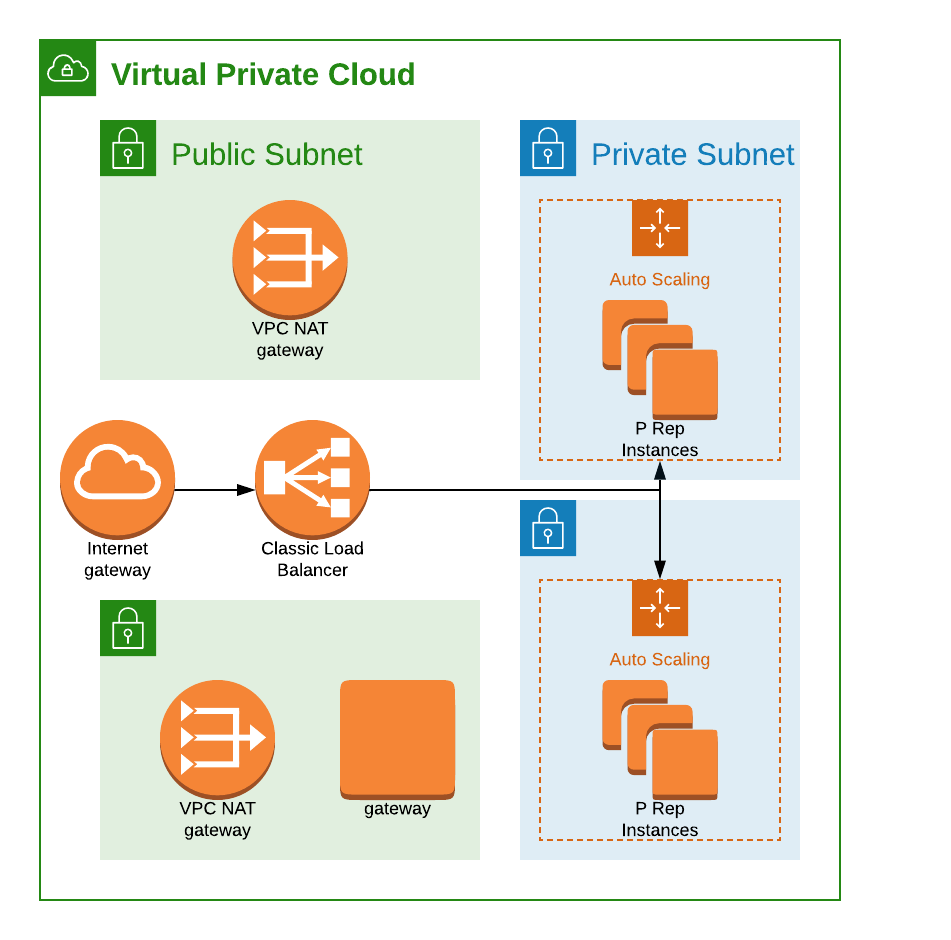 Virtual Private Cloud
Public Subnet
VPC NAT
gateway
Private Subnet
Auto Scaling
P Rep
Instances
Internet
gateway
Classic Load
Balancer
VPC NAT
gateway
gateway
Auto Scaling
P Rep
Instances